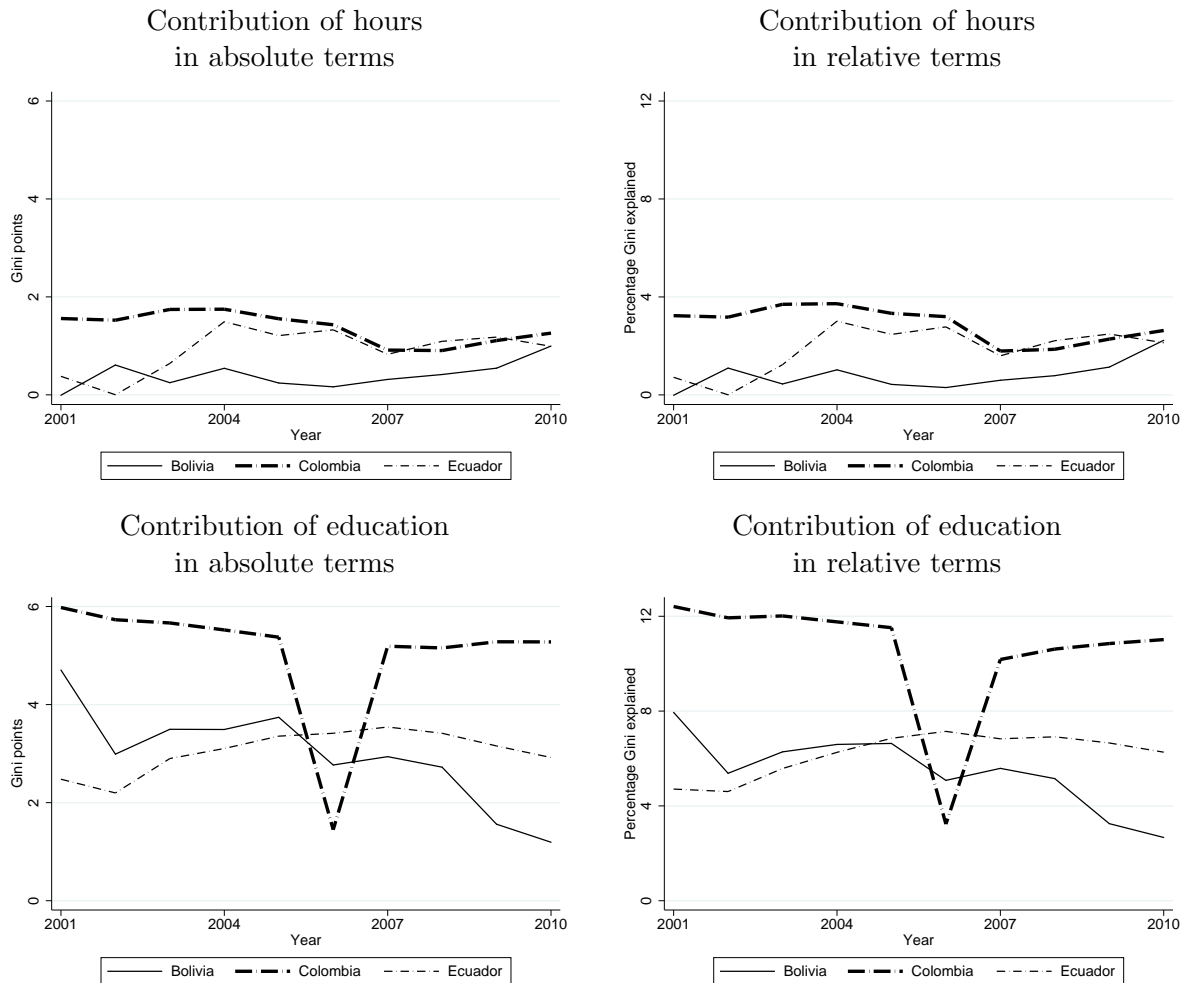 Contribution of hours
in absolute terms
Gini points
6
4
2
0
2001 2004 2007 2010
Year
Bolivia Colombia Ecuador
Contribution of hours
in relative terms
Percentage Gini explained
12
8
4
0
2001 2004 2007 2010
Year
Bolivia Colombia Ecuador
Contribution of education
in absolute terms
Gini points
6
4
2
0
2001 2004 2007 2010
Year
Bolivia Colombia Ecuador
Contribution of education
in relative terms
Percentage Gini explained
12
8
4
0
2001 2004 2007 2010
Year
Bolivia Colombia Ecuador